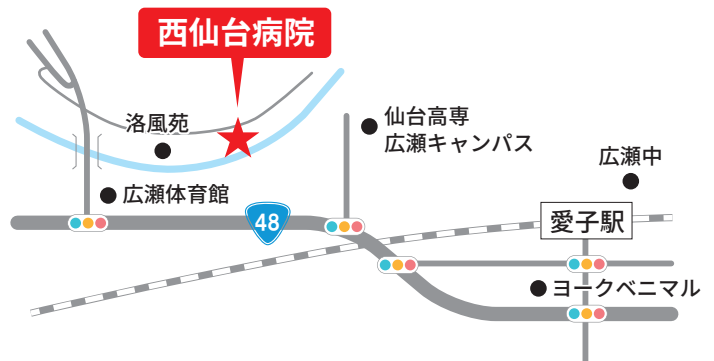 西仙台病院
洛風苑
仙台高専
広瀬キャンパス
広瀬中
広瀬体育館
48
愛子駅
ヨークベニマル